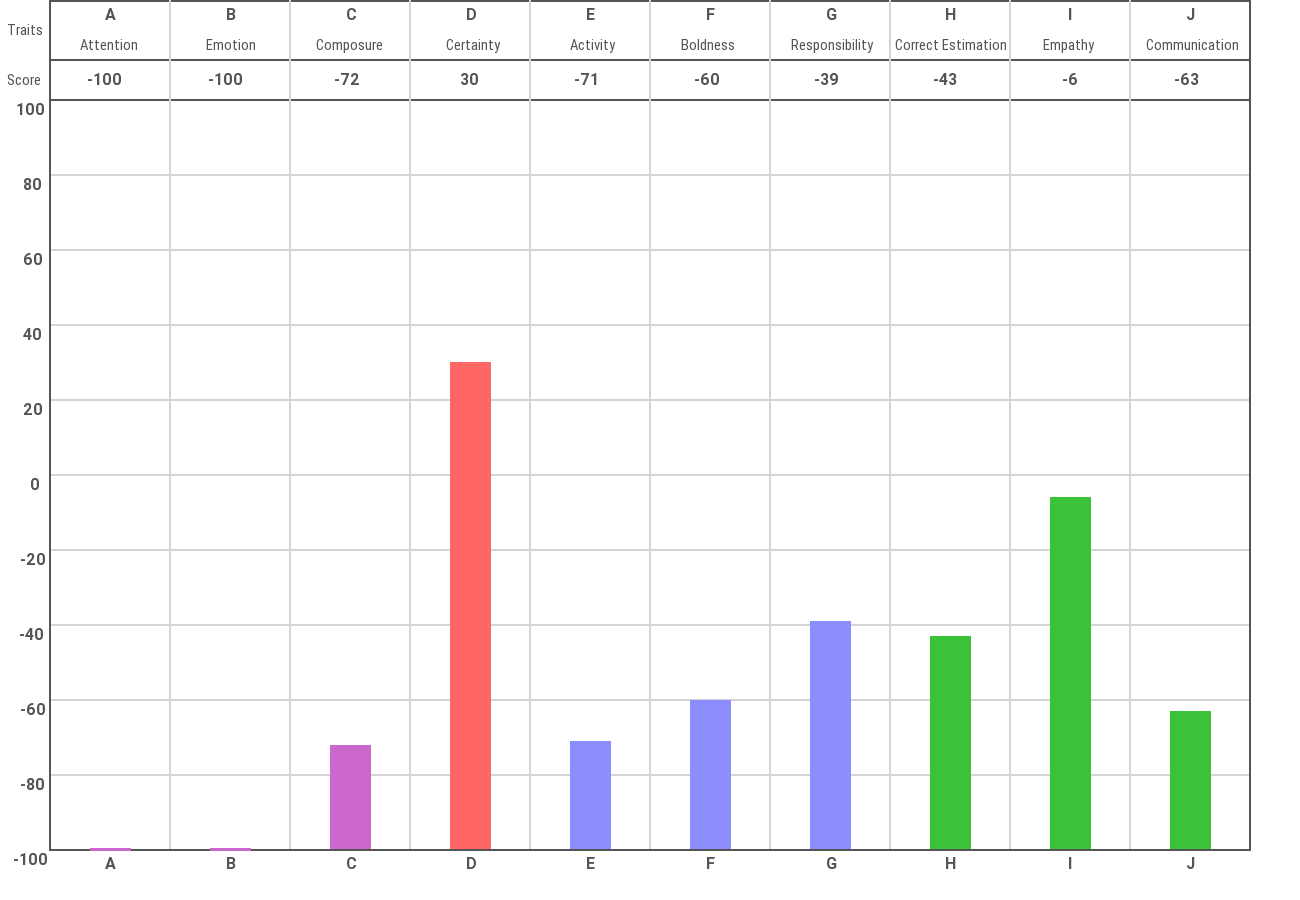 A B C D E F G H I J
Traits
Attention Emotion Composure Certainty Activity Boldness Responsibility Correct Estimation Empathy Communication
Score -100 -100 -72 30 -71 -60 -39 -43 -6 -63
100
80
60
40
20
0
-20
-40
-60
-80
-100
A B C D E F G H I J